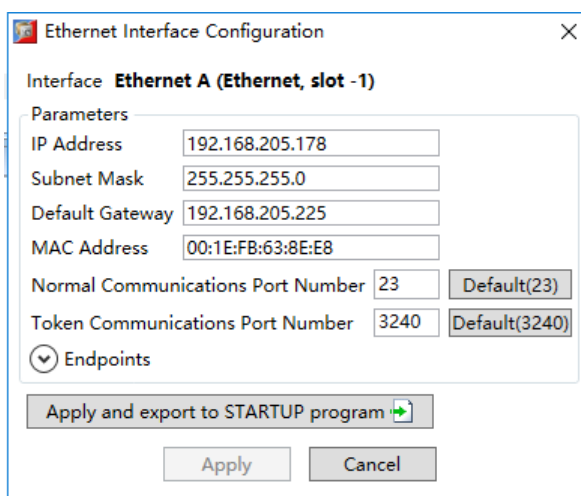 Ethernet Interface Configuration
Interface Ethernet A (Ethernet, slot -1)
Parameters
IP Address 192.168.205.178
Subnet Mask 255.255.255.0
Default Gateway 192.168.205.225
MAC Address 00:1E:FB:63:8E:E8
Normal Communications Port Number 23 Default(23)
Token Communications Port Number 3240 Default(3240)
Endpoints
Apply and export to STARTUP program
Apply Cancel